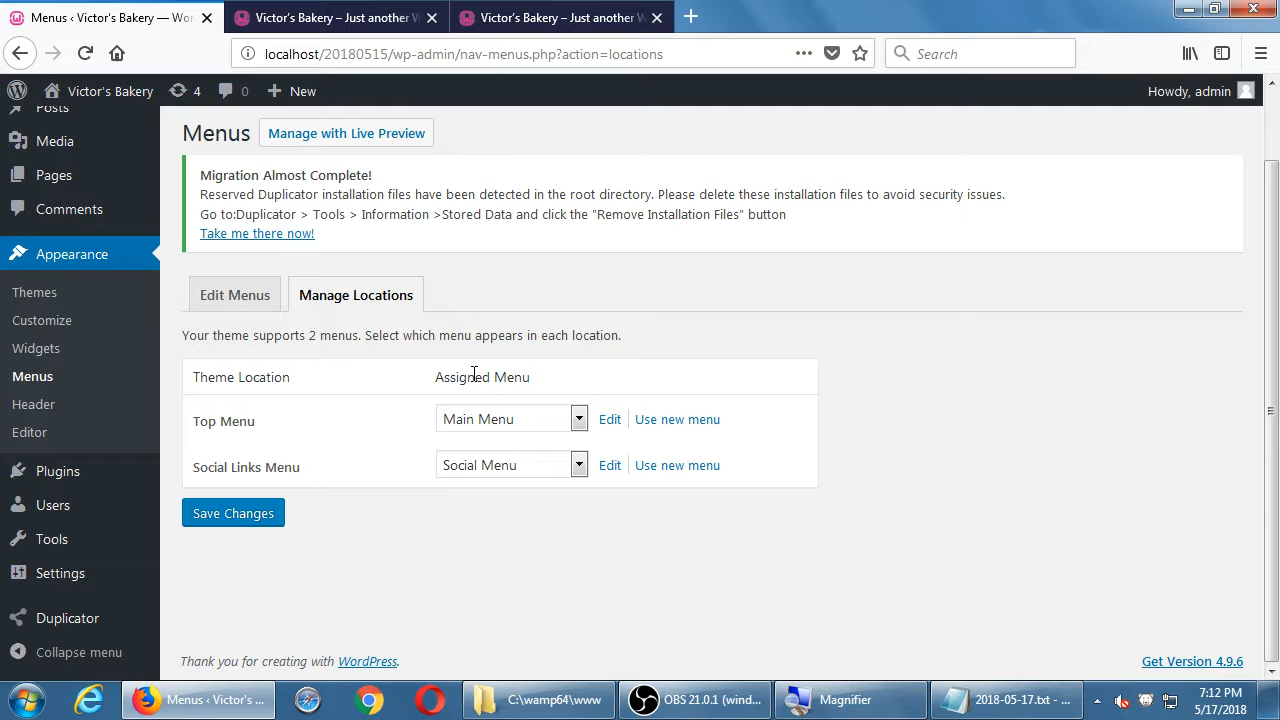 Menus ‹ Victor's Bakery — Wor
Victor's Bakery – Just another W
Victor's Bakery – Just another W
localhost/20180515/wp-admin/nav-menus.php?action=locations
Search
Victor's Bakery
4
0
New
Howdy, admin
Posts
Media
Pages
Comments
Appearance
Themes
Customize
Widgets
Menus
Header
Editor
Plugins
Users
Tools
Settings
Duplicator
Collapse menu
Menus
Manage with Live Preview
Migration Almost Complete!
Reserved Duplicator installation files have been detected in the root directory. Please delete these installation files to avoid security issues.
Go to:Duplicator > Tools > Information >Stored Data and click the "Remove Installation Files" button
Take me there now!
Edit Menus
Manage Locations
Your theme supports 2 menus. Select which menu appears in each location.
Theme Location Assigned Menu
Top Menu Main Menu Edit Use new menu
Social Links Menu Social Menu Edit Use new menu
Save Changes
Thank you for creating with WordPress.
Get Version 4.9.6
Menus ‹ Victor's ...
C:\wamp64\www
OBS 21.0.1 (wind...
Magnifier
2018-05-17.txt - ...
7:12 PM
5/17/2018